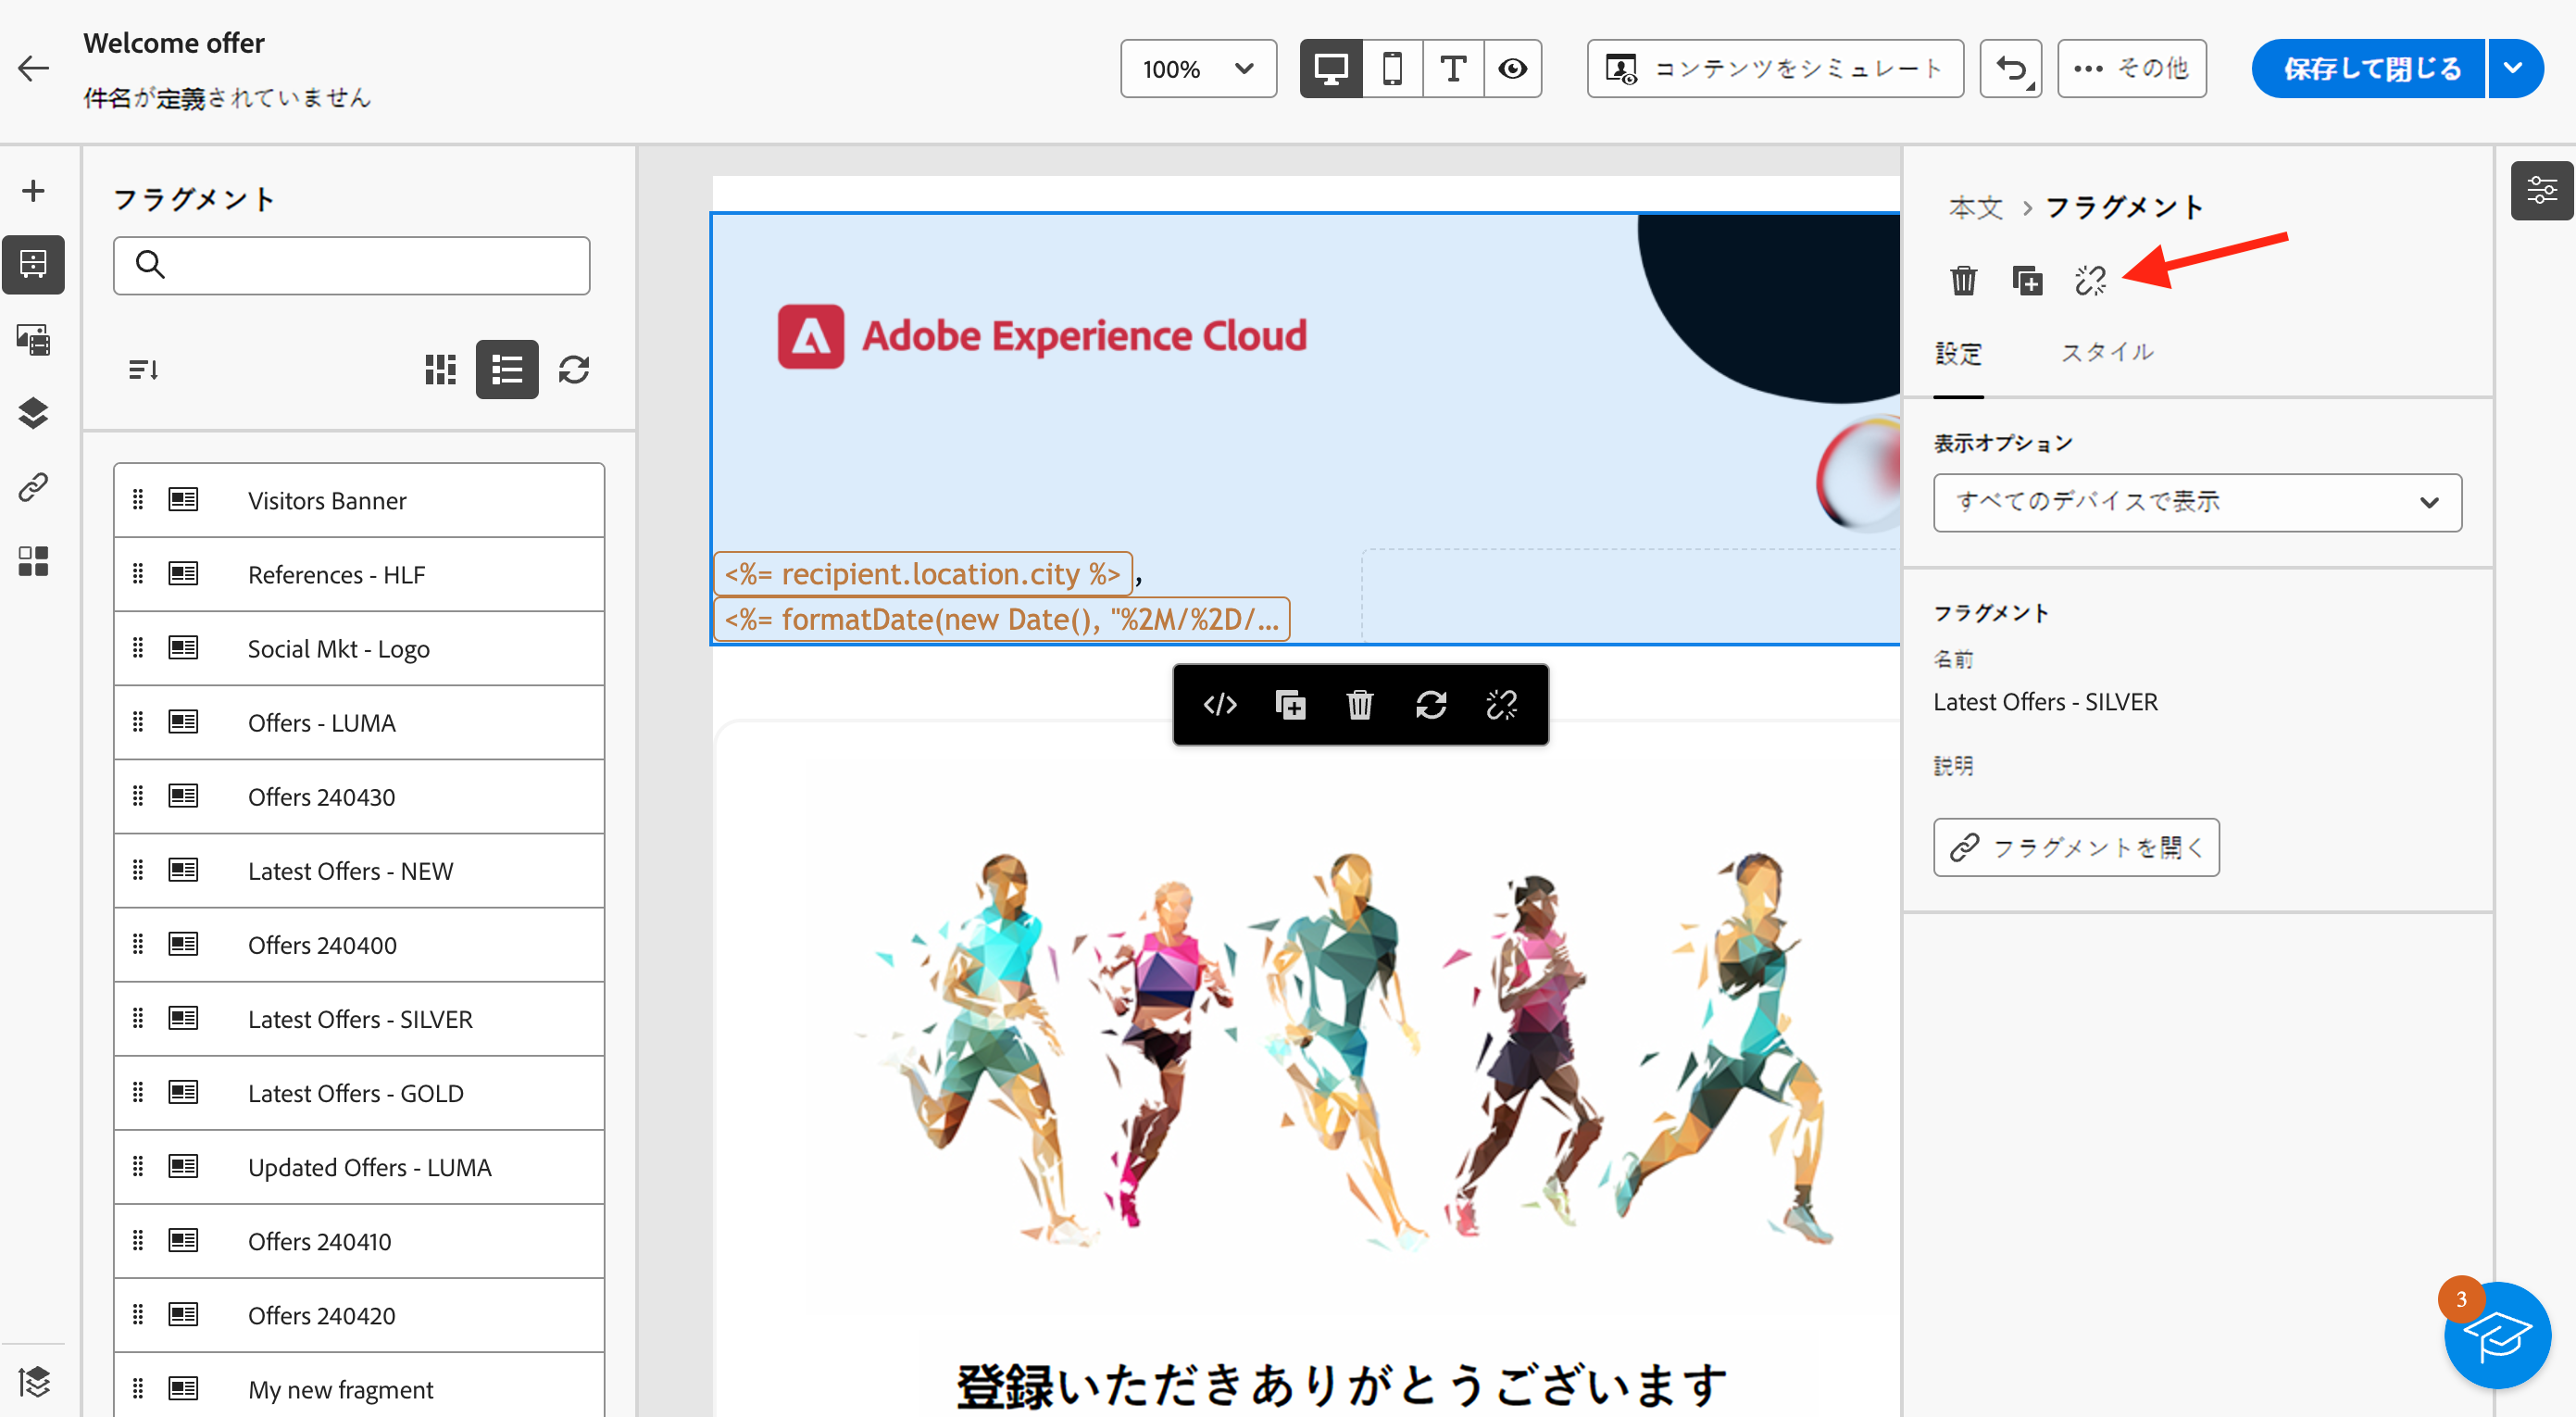 Welcome offer
件名が定義されていません
100%
コンテンツをシミュレート
その他
保存して閉じる
フラグメント
Visitors Banner
References - HLF
Social Mkt - Logo
Offers - LUMA
Offers 240430
Latest Offers - NEW
Offers 240400
Latest Offers - SILVER
Latest Offers - GOLD
Updated Offers - LUMA
Offers 240410
Offers 240420
My new fragment
Adobe Experience Cloud
<%= recipient.location.city %> ,
<%= formatDate(new Date(), "%2M/%2D/...
登録いただきありがとうございます
本文 > フラグメント
設定 スタイル
表示オプション
すべてのデバイスで表示
フラグメント
名前
Latest Offers - SILVER
説明
フラグメントを開く
3